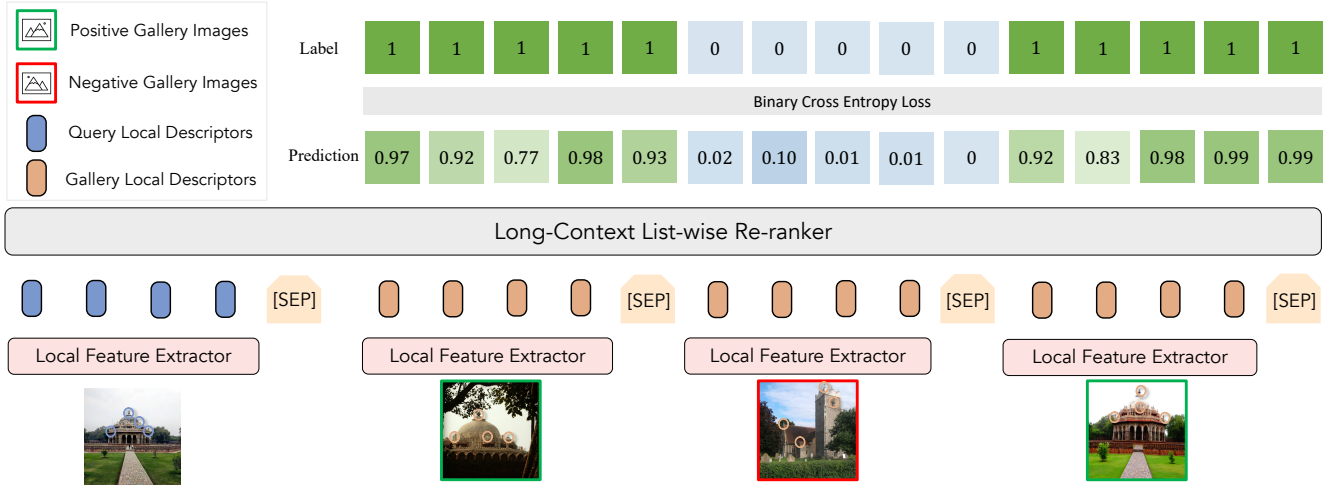 Positive Gallery Images
Negative Gallery Images
Query Local Descriptors
Gallery Local Descriptors
Label 1 1 1 1 1 0 0 0 0 0 1 1 1 1 1
Binary Cross Entropy Loss
Prediction 0.97 0.92 0.77 0.98 0.93 0.02 0.10 0.01 0.01 0 0.92 0.83 0.98 0.99 0.99
Long-Context List-wise Re-ranker
[SEP] [SEP] [SEP] [SEP]
Local Feature Extractor Local Feature Extractor Local Feature Extractor Local Feature Extractor